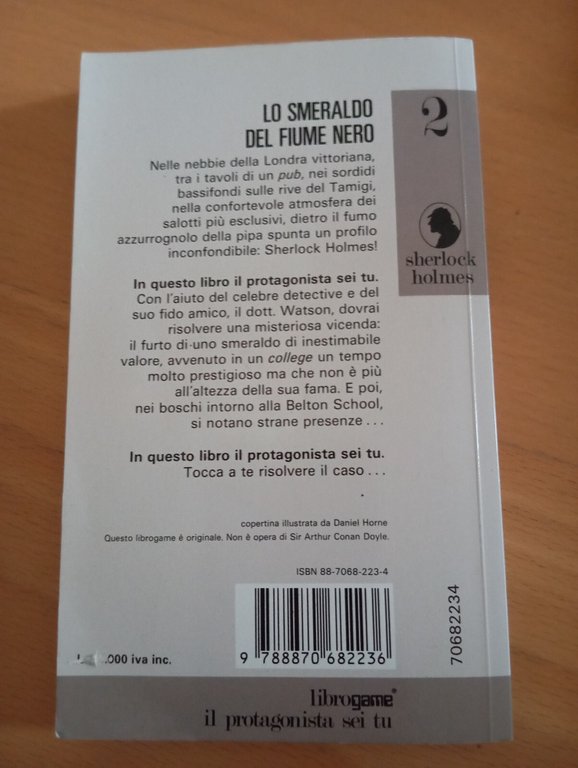 LO SMERALDO
DEL FIUME NERO
Nelle nebbie della Londra vittoriana,
tra i tavoli di un pub, nei sordidi
bassifondi sulle rive del Tamigi,
nella confortevole atmosfera dei
salotti più esclusivi, dietro il fumo
azzurrognolo della pipa spunta un profilo
inconfondibile: Sherlock Holmes!
In questo libro il protagonista sei tu.
Con l'aiuto del celebre detective e del
suo fido amico, il dott. Watson, dovrai
risolvere una misteriosa vicenda:
il furto di uno smeraldo di inestimabile
valore, avvenuto in un college un tempo
molto prestigioso ma che non è più
all'altezza della sua fama. E poi,
nei boschi intorno alla Belton School,
si notano strane presenze . . .
In questo libro il protagonista sei tu.
Tocca a te risolvere il caso . . .
copertina illustrata da Daniel Horne
Questo librogame è originale. Non è opera di Sir Arthur Conan Doyle.
2
sherlock
holmes
ISBN 88-7068-223-4
9 788870 682236
70682234
.000 iva inc.
librogame®
il protagonista sei tu